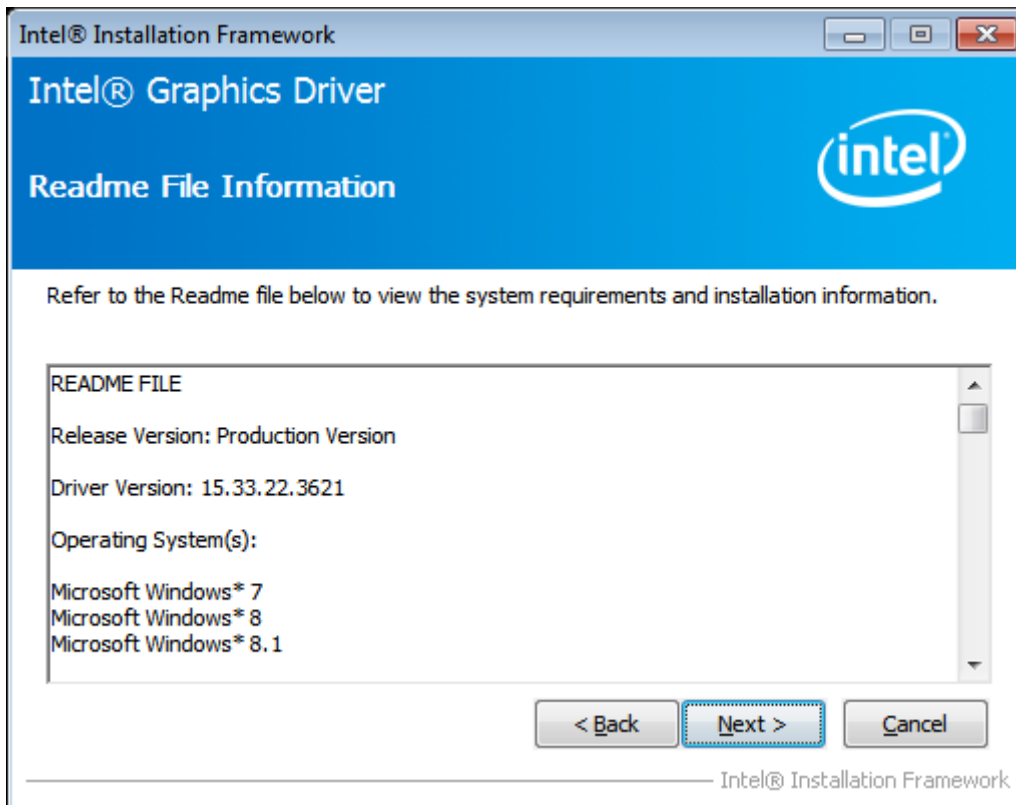 Intel® Installation Framework
Intel® Graphics Driver
intel®
Readme File Information
Refer to the Readme file below to view the system requirements and installation information.
README FILE
Release Version: Production Version
Driver Version: 15.33.22.3621
Operating System(s):
Microsoft Windows* 7
Microsoft Windows* 8
Microsoft Windows* 8.1
< Back Next > Cancel
Intel® Installation Framework